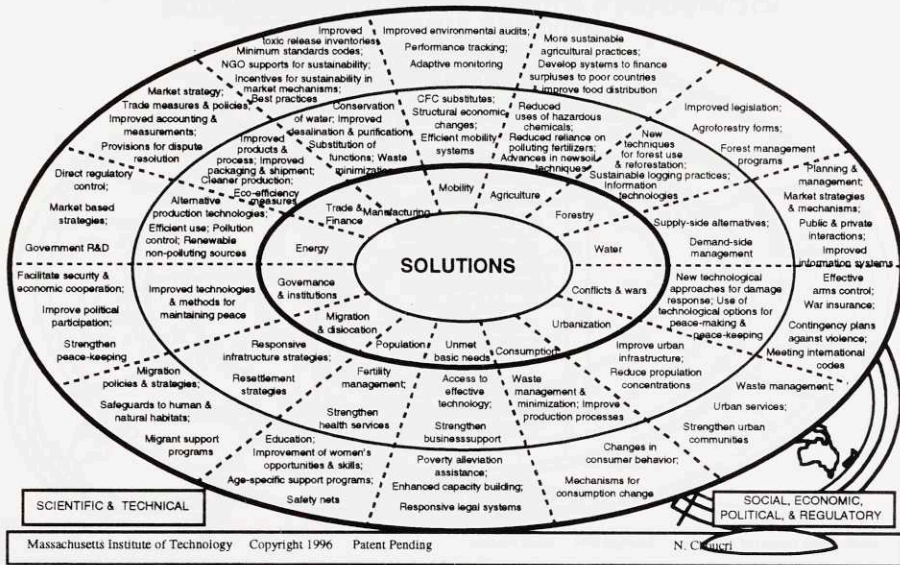 Improved
toxic release inventories
Minimum standards codes;
NGO supports for sustainability;
Incentives for sustainability in
market mechanisms;
Best practices
Improved environmental audits;
Performance tracking;
Adaptive monitoring
More sustainable
agricultural practices;
Develop systems to finance
surpluses to poor countries
& improve food distribution
Improved legislation;
Agroforestry forms;
Forest management
programs
Planning &
management;
Market strategies
& mechanisms;
Public & private
interactions;
Improved
information systems
Effective
arms control;
War insurance;
Contingency plans
against violence;
Meeting international
codes
Waste management;
Urban services;
Strengthen urban
communities
Changes in
consumer behavior;
Mechanisms for
consumption change
Poverty alleviation
assistance;
Enhanced capacity building;
Responsive legal systems
Education;
Improvement of women's
opportunities & skills;
Age-specific support programs;
Safety nets
Migration
policies & strategies;
Safeguards to human &
natural habitats;
Migrant support
programs
Facilitate security &
economic cooperation;
Improve political
participation;
Strengthen
peace-keeping
Direct regulatory
control;
Market based
strategies;
Government R&D
Market strategy;
Trade measures & policies;
Improved accounting &
measurements;
Provisions for dispute
resolution
Conservation
of water; Improved
desalination & purification
Substitution of
functions; Waste
minimization
CFC substitutes;
Structural economic
changes;
Efficient mobility
systems
Reduced
uses of hazardous
chemicals;
Reduced reliance on
polluting fertilizers;
Advances in newsoil
techniques
New
techniques
for forest use
& reforestation;
Sustainable logging practices;
Information
technologies
Supply-side alternatives;
Demand-side
management
New technological
approaches for damage
response; Use of
technological options for
peace-making &
peace-keeping
Improve urban
infrastructure;
Reduce propulation
concentrations
Waste
management &
minimization; Improve
production processes
Access to
effective
technology;
Strengthen
businesssupport
Fertility
management;
Strengthen
health services
Responsive
infratructure strategies;
Resettlement
strategies
Improved technologies
& methods for
maintaining peace
Alternative
production technologies;
Efficient use; Pollution
control; Renewable
non-polluting sources
Improved
products &
process; Improved
packaging & shipment;
Cleaner production;
Eco-efficiency
measures
Mobility
Agriculture
Forestry
Water
Conflicts & wars
Urbanization
Consumption
Unmet
basic needs
Population
Migration
& dislocation
Governance
& institutions
Energy
Trade &
Finance
Manufacturing
SOLUTIONS
SCIENTIFIC & TECHNICAL
SOCIAL, ECONOMIC,
POLITICAL, & REGULATORY
Massachusetts Institute of Technology Copyright 1996 Patent Pending N. Choucri